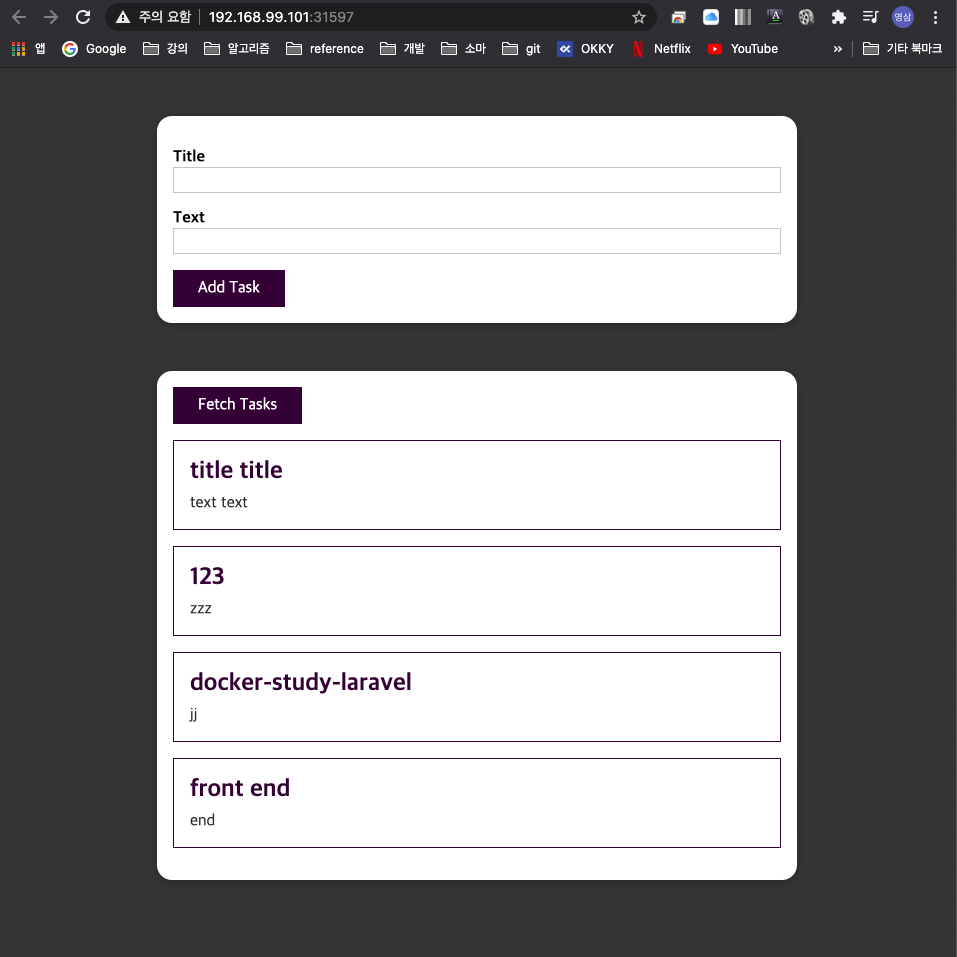 주의 요함 192.168.99.101:31597 A 영삼
앱 Google 강의 알고리즘 reference 개발 소마 git OKKY Netflix YouTube » 기타 북마크
Title
Text
Add Task
Fetch Tasks
title title
text text
123
zzz
docker-study-laravel
jj
front end
end